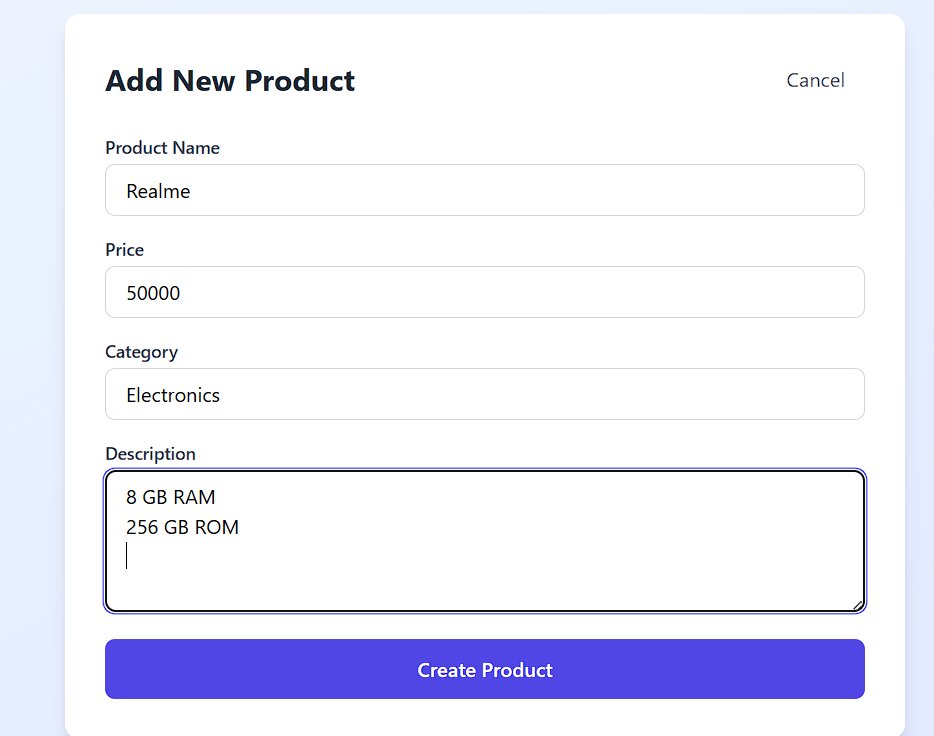 Add New Product
Cancel
Product Name
Realme
Price
50000
Category
Electronics
Description
8 GB RAM
256 GB ROM
Create Product